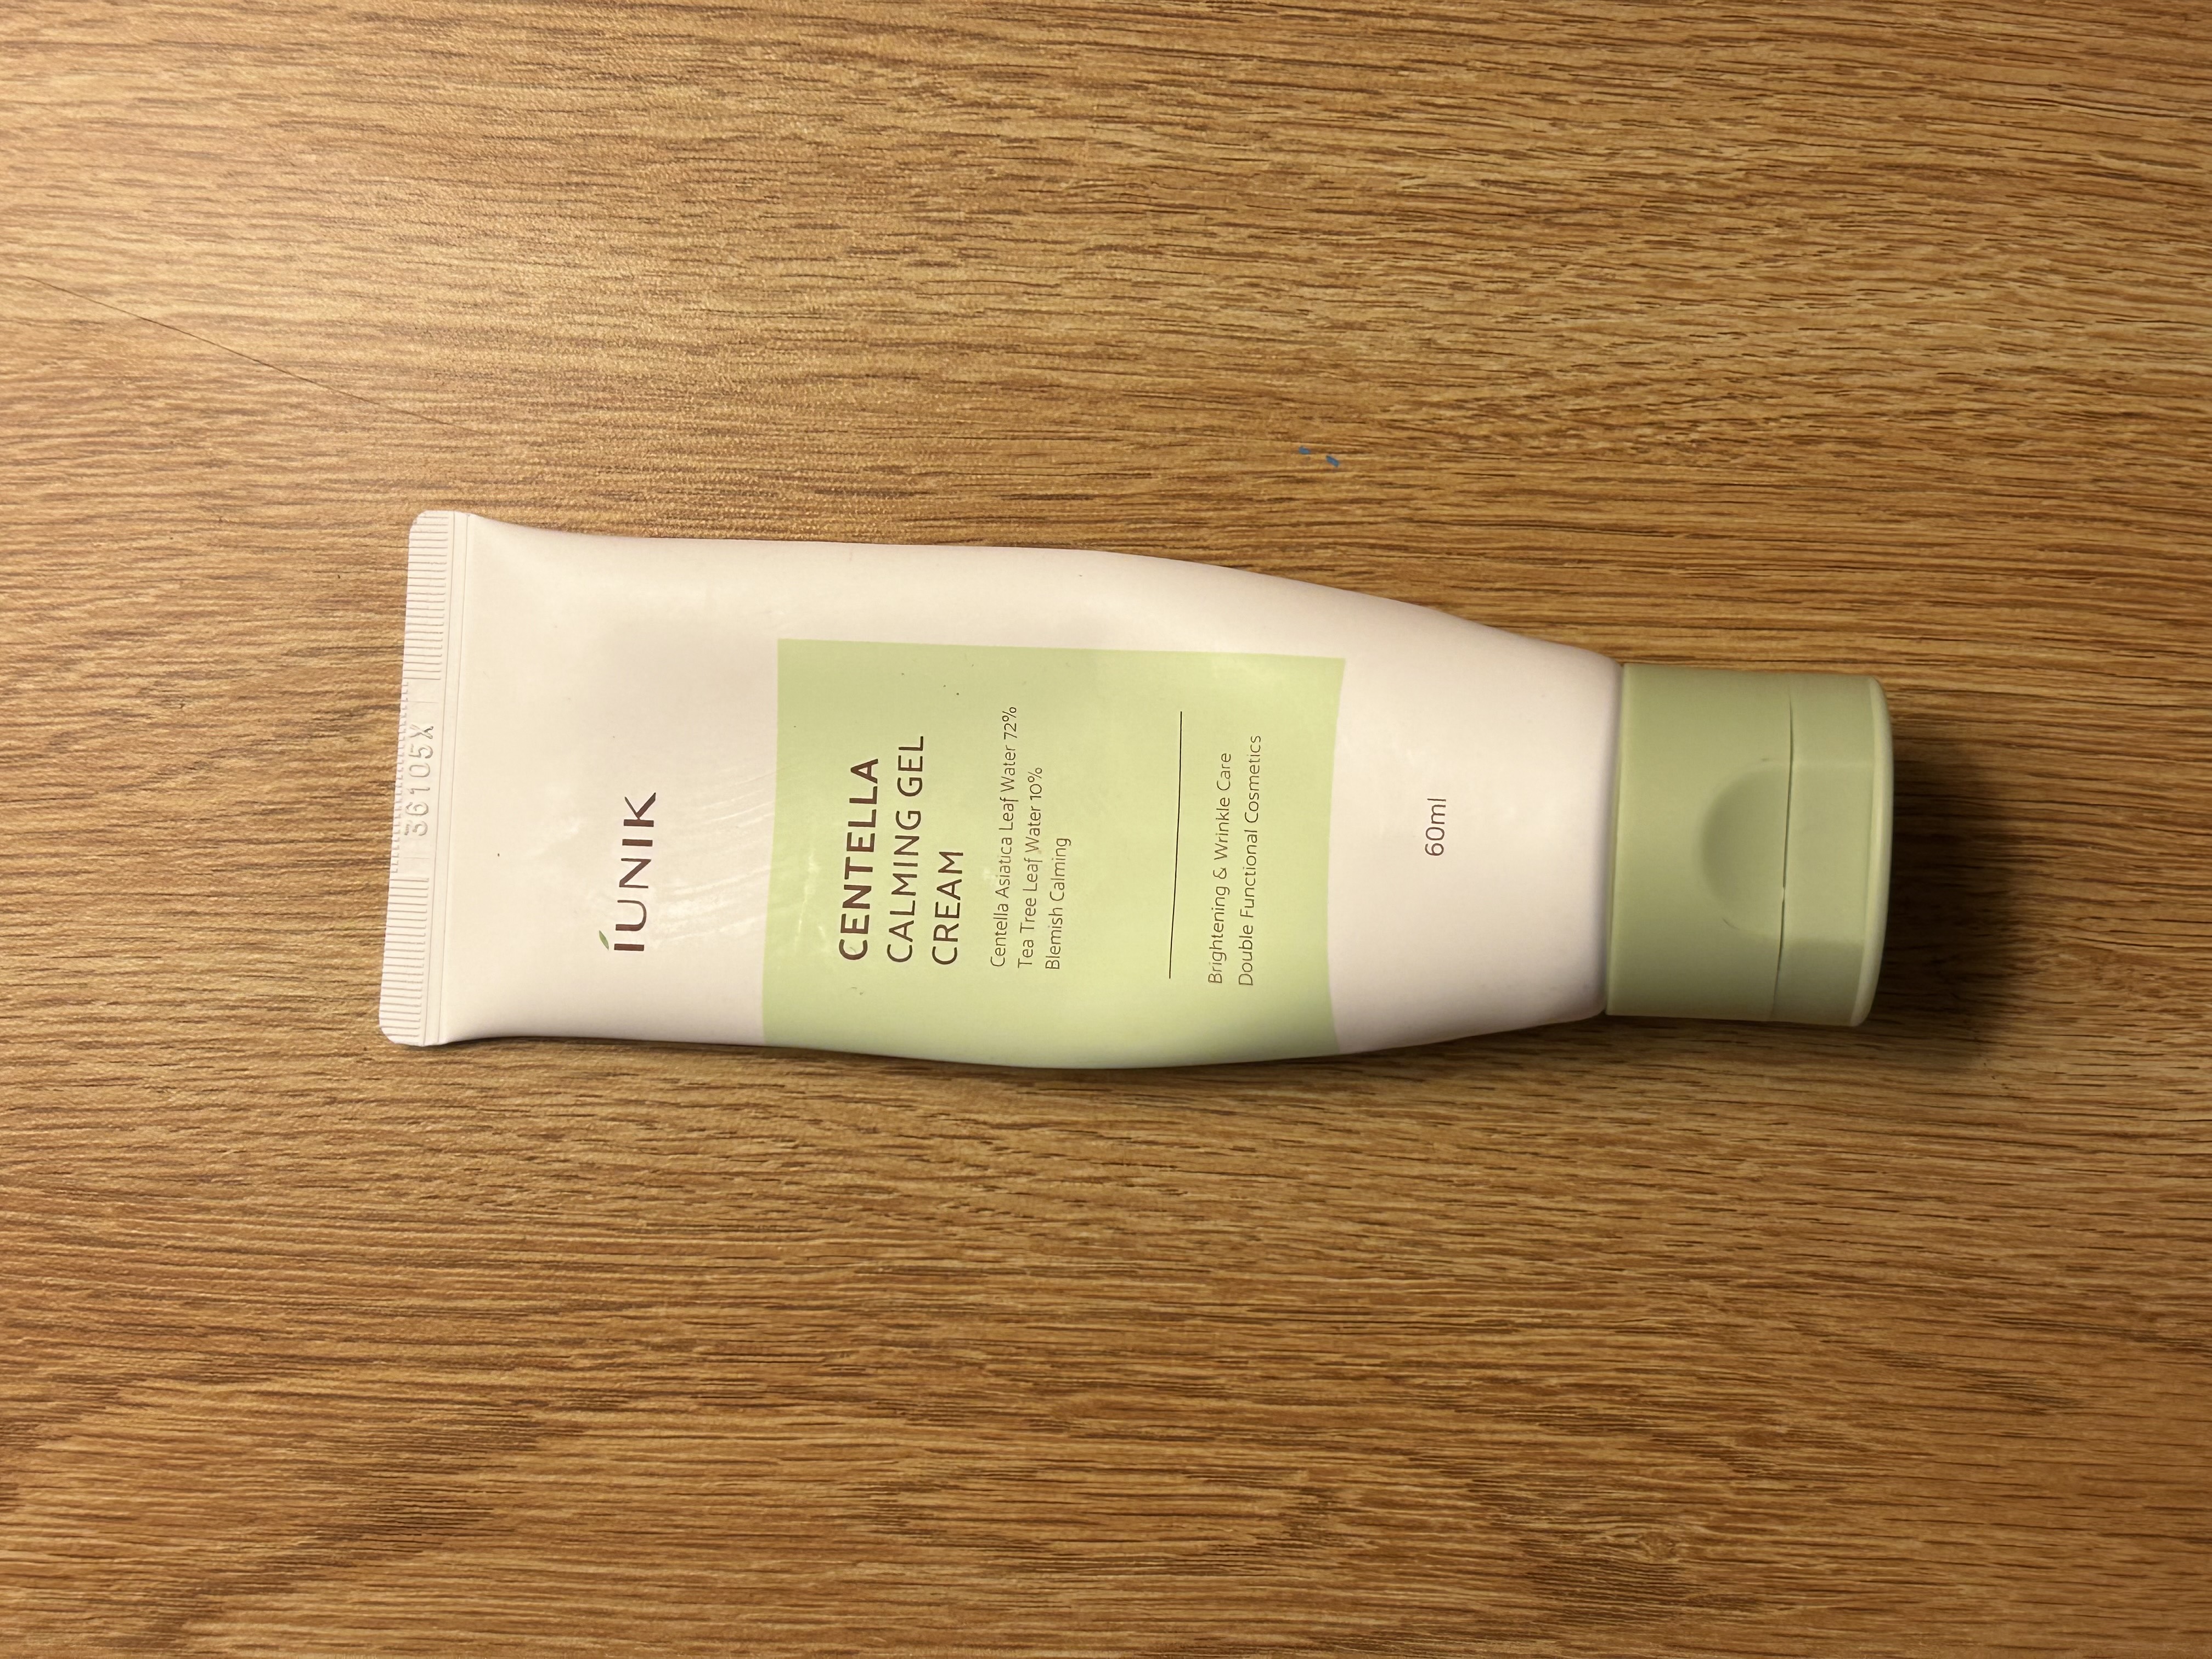 36105X
IUNIK
CENTELLA
CALMING GEL
CREAM
Centella Asiatica Leaf Water 72%
Tea Tree Leaf Water 10%
Blemish Calming
Brightening & Wrinkle Care
Double Functional Cosmetics
60ml